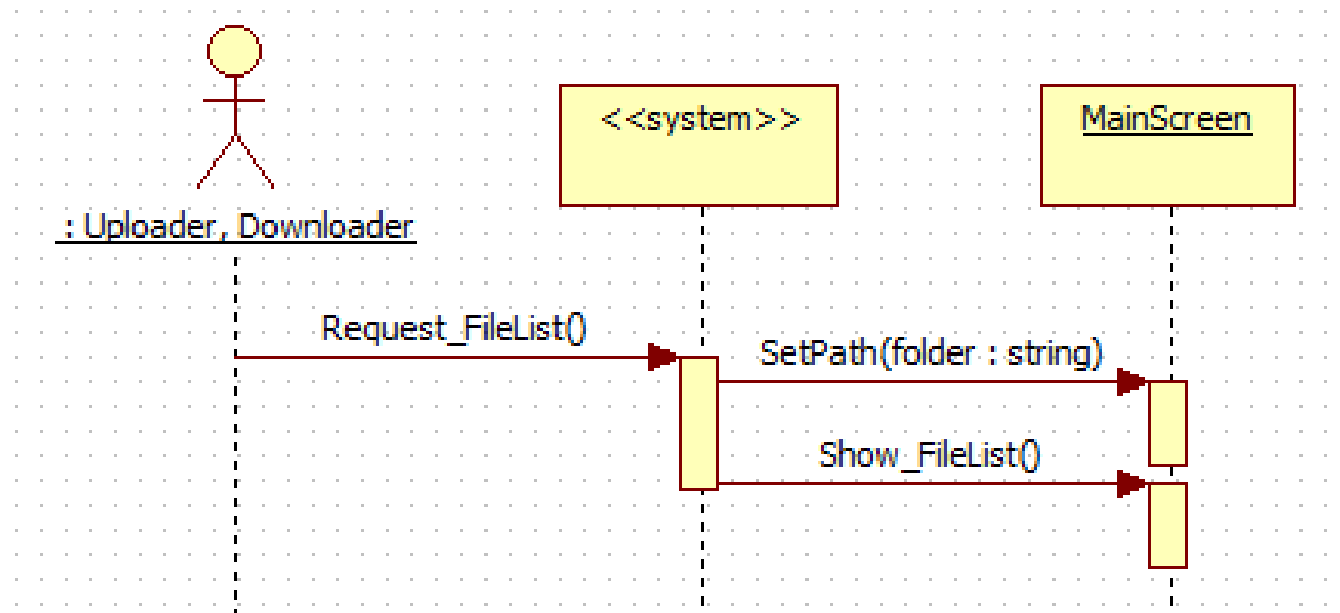 <<system>>
MainScreen
: Uploader, Downloader
Request_FileList()
SetPath(folder : string)
Show_FileList()